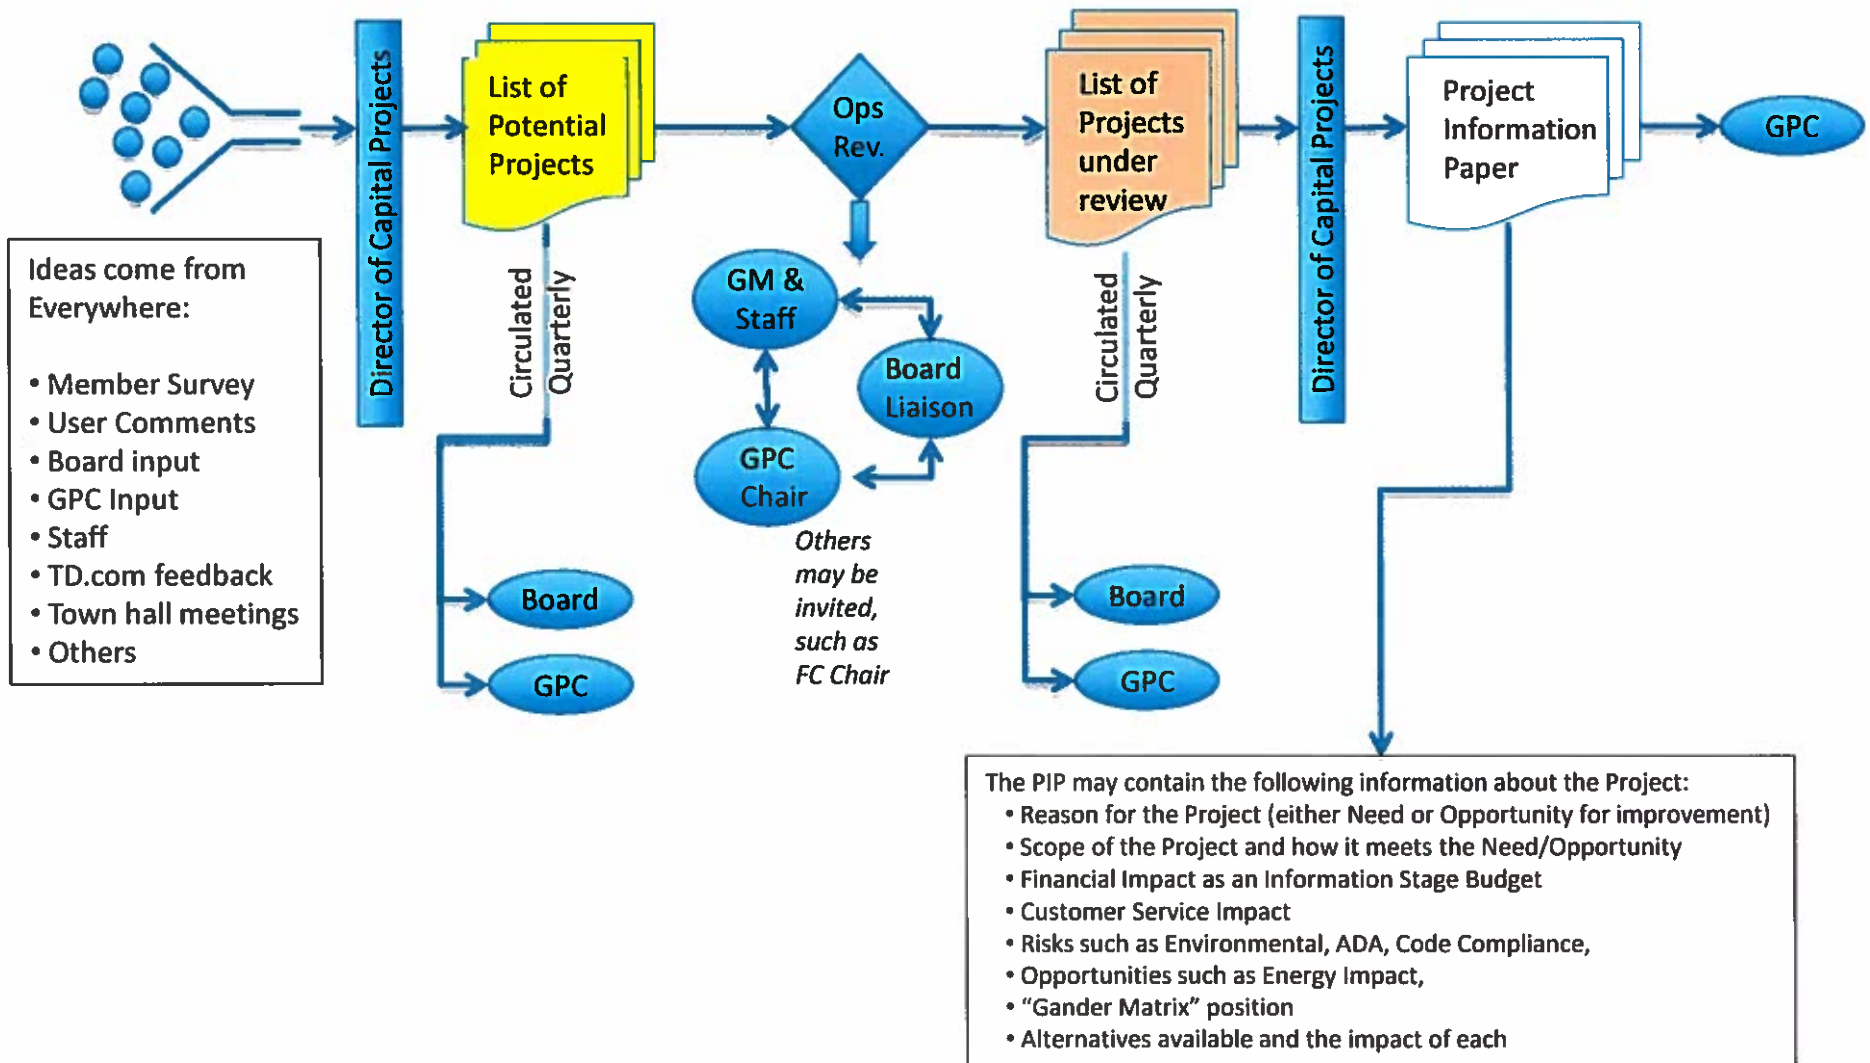 Ideas come from
Everywhere:
• Member Survey
• User Comments
• Board input
• GPC Input
• Staff
• TD.com feedback
• Town hall meetings
• Others
Director of Capital Projects
List of
Potential
Projects
Circulated
Quarterly
Board
GPC
Ops
Rev.
GM &
Staff
Board
Liaison
GPC
Chair
Others
may be
invited,
such as
FC Chair
List of
Projects
under
review
Circulated
Quarterly
Board
GPC
Director of Capital Projects
Project
Information
Paper
GPC
The PIP may contain the following information about the Project:
• Reason for the Project (either Need or Opportunity for improvement)
• Scope of the Project and how it meets the Need/Opportunity
• Financial Impact as an Information Stage Budget
• Customer Service Impact
• Risks such as Environmental, ADA, Code Compliance,
• Opportunities such as Energy Impact,
• “Gander Matrix” position
• Alternatives available and the impact of each